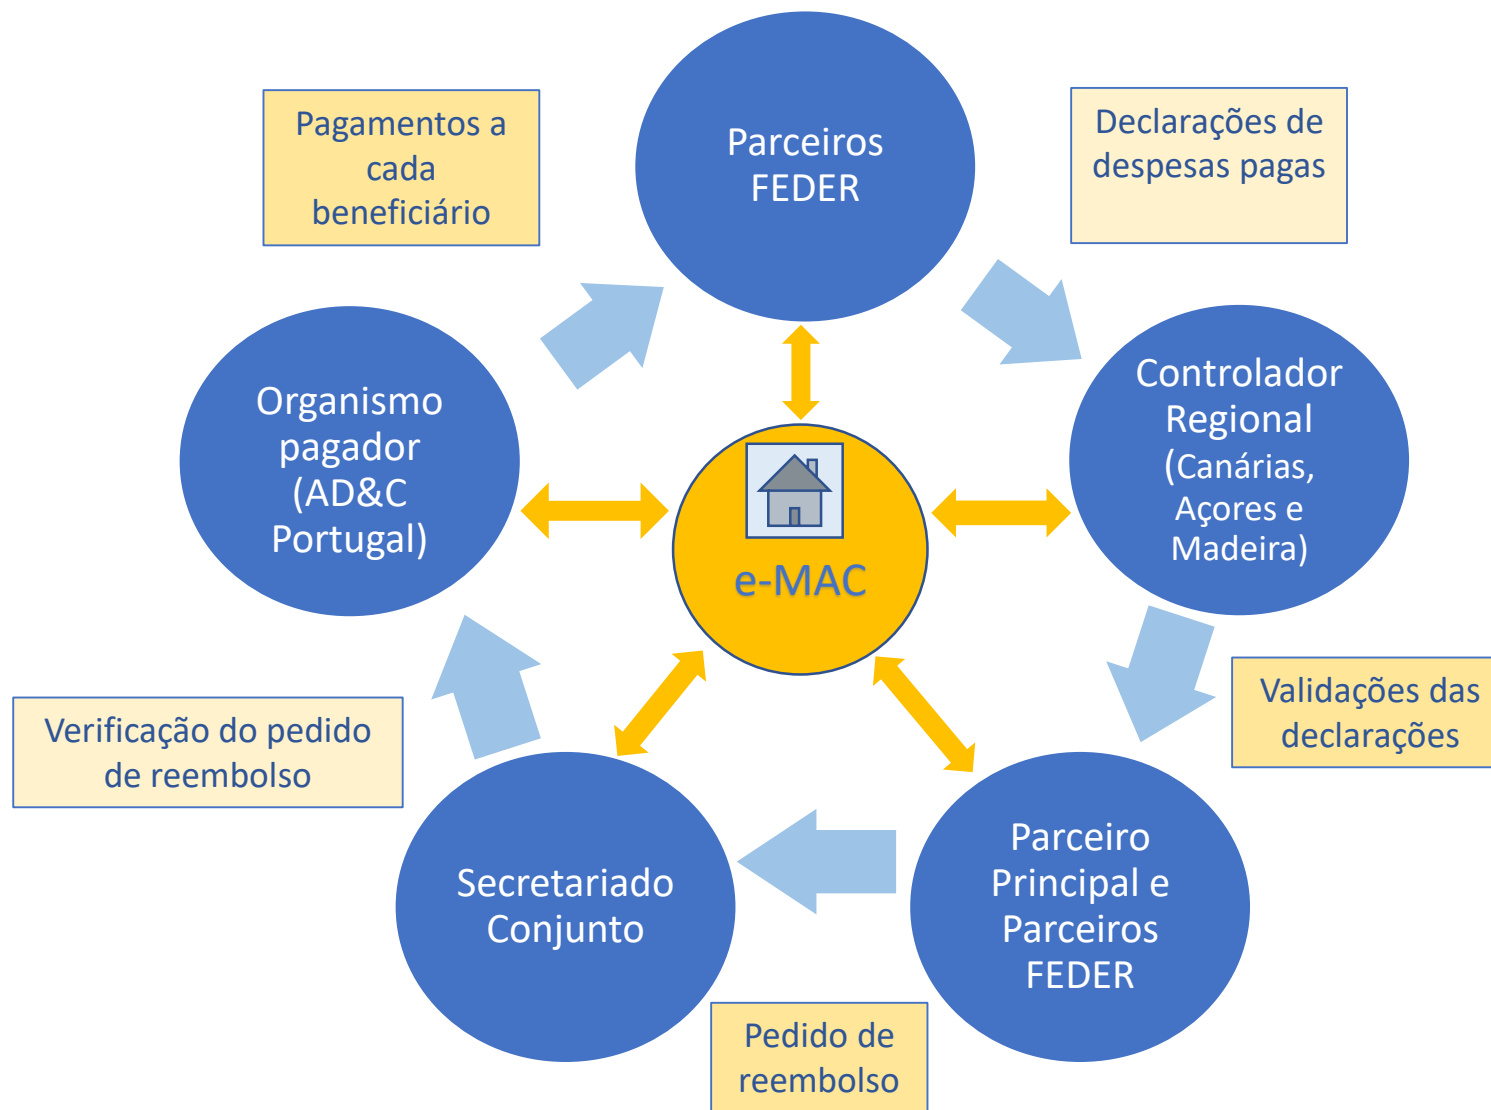 Parceiros
FEDER
Declarações de
despesas pagas
Controlador
Regional
(Canárias,
Açores e
Madeira)
Validações das
declarações
Parceiro
Principal e
Parceiros
FEDER
Pedido de
reembolso
Secretariado
Conjunto
Verificação do pedido
de reembolso
Organismo
pagador
(AD&C
Portugal)
Pagamentos a
cada
beneficiário
e-MAC